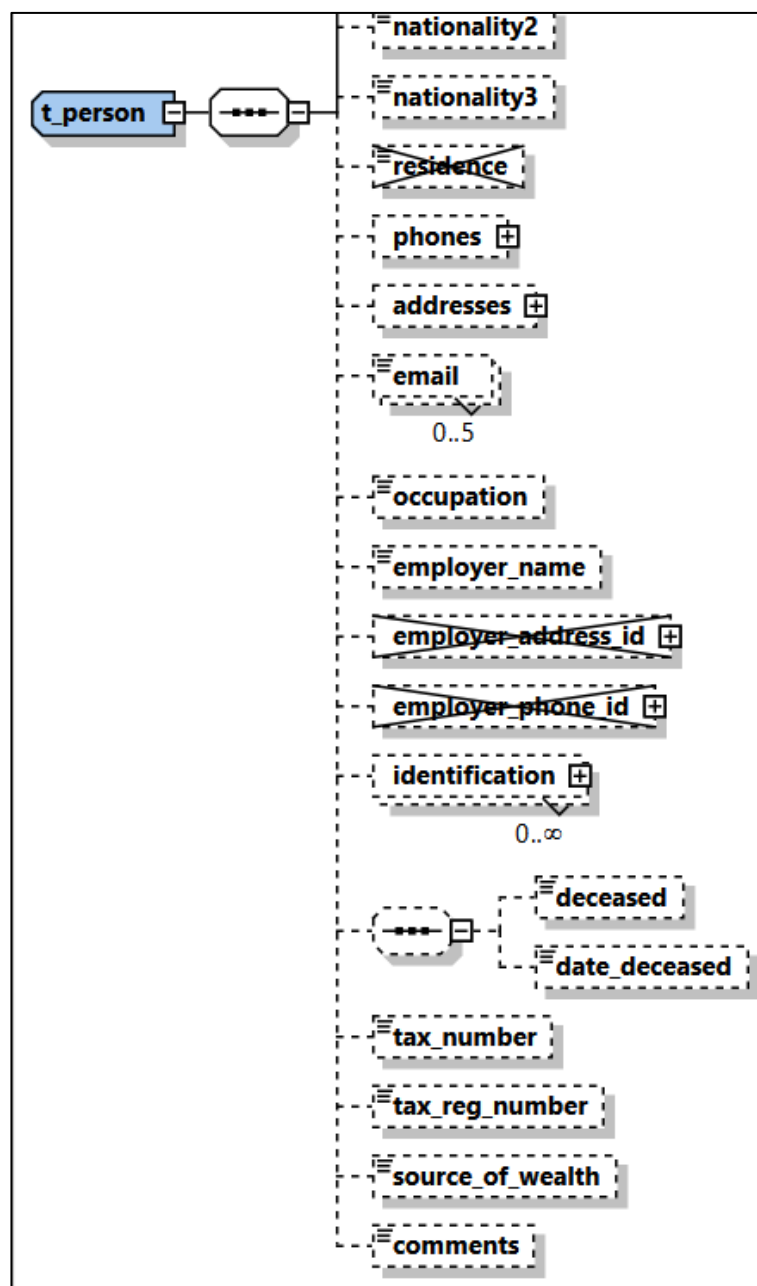 nationality2
t_person
nationality3
residence
phones
addresses
email
0..5
occupation
employer_name
employer_address_id
employer_phone_id
identification
0..∞
deceased
date_deceased
tax_number
tax_reg_number
source_of_wealth
comments